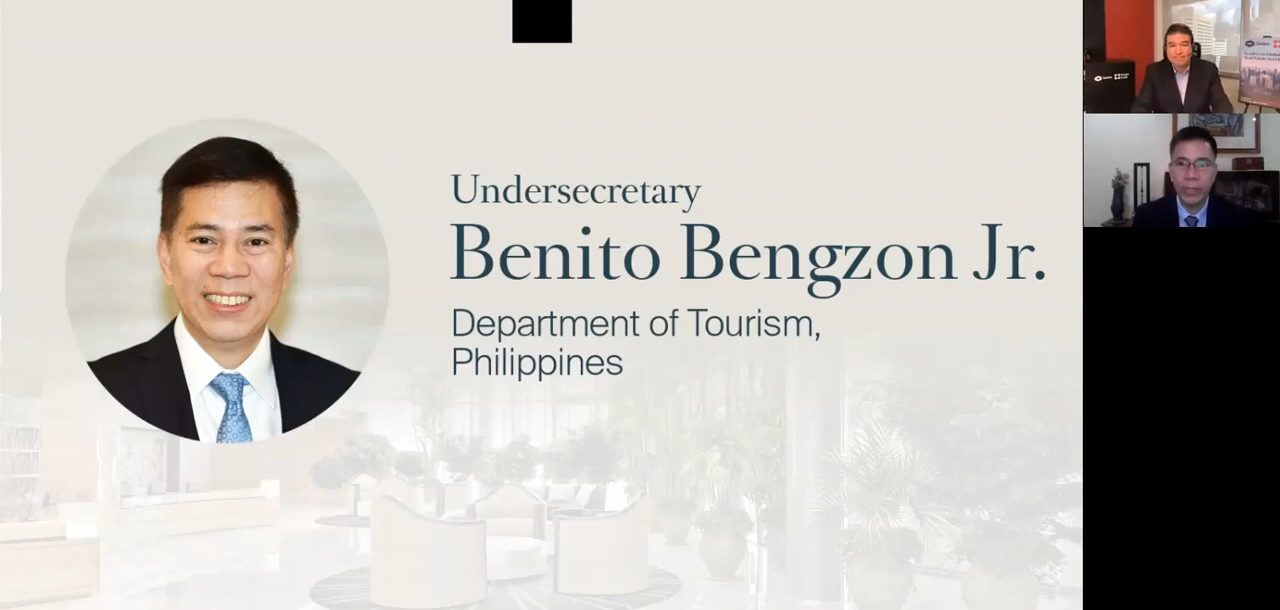 Undersecretary
Benito Bengzon Jr.
Department of Tourism,
Philippines